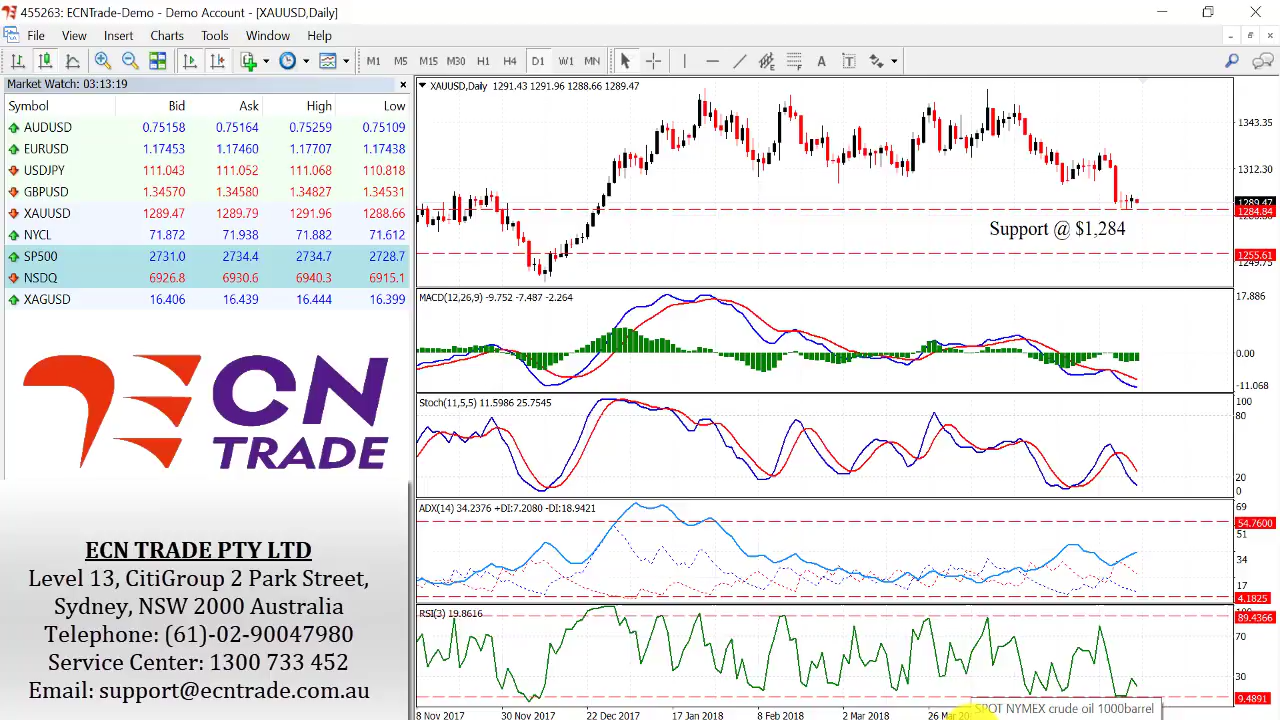 455263: ECNTrade-Demo - Demo Account - [XAUUSD,Daily]
File View Insert Charts Tools Window Help
M1 M5 M15 M30 H1 H4 D1 W1 MN
Market Watch: 03:13:19
Symbol Bid Ask High Low
AUDUSD 0.75158 0.75164 0.75259 0.75109
EURUSD 1.17453 1.17460 1.17707 1.17438
USDJPY 111.043 111.052 111.068 110.818
GBPUSD 1.34570 1.34580 1.34827 1.34531
XAUUSD 1289.47 1289.79 1291.96 1288.66
NYCL 71.872 71.938 71.882 71.612
SP500 2731.0 2734.4 2734.7 2728.7
NSDQ 6926.8 6930.6 6940.3 6915.1
XAGUSD 16.406 16.439 16.444 16.399
ECN
TRADE
ECN TRADE PTY LTD
Level 13, CitiGroup 2 Park Street,
Sydney, NSW 2000 Australia
Telephone: (61)-02-90047980
Service Center: 1300 733 452
Email: support@ecntrade.com.au
XAUUSD,Daily 1291.43 1291.96 1288.66 1289.47
1343.35
1312.30
1289.47
1284.84
Support @ $1,284
1255.61
1249.75
MACD(12,26,9) -9.752 -7.487 -2.264
17.886
0.00
-11.068
Stoch(11,5,5) 11.5986 25.7545
100
80
20
0
ADX(14) 34.2376 +DI:7.2080 -DI:18.9421
69
54.7600
51
34
17
4.1825
RSI(3) 19.8616
89.4366
70
30
9.4891
SPOT NYMEX crude oil 1000barrel
8 Nov 2017 30 Nov 2017 22 Dec 2017 17 Jan 2018 8 Feb 2018 2 Mar 2018 26 Mar 20